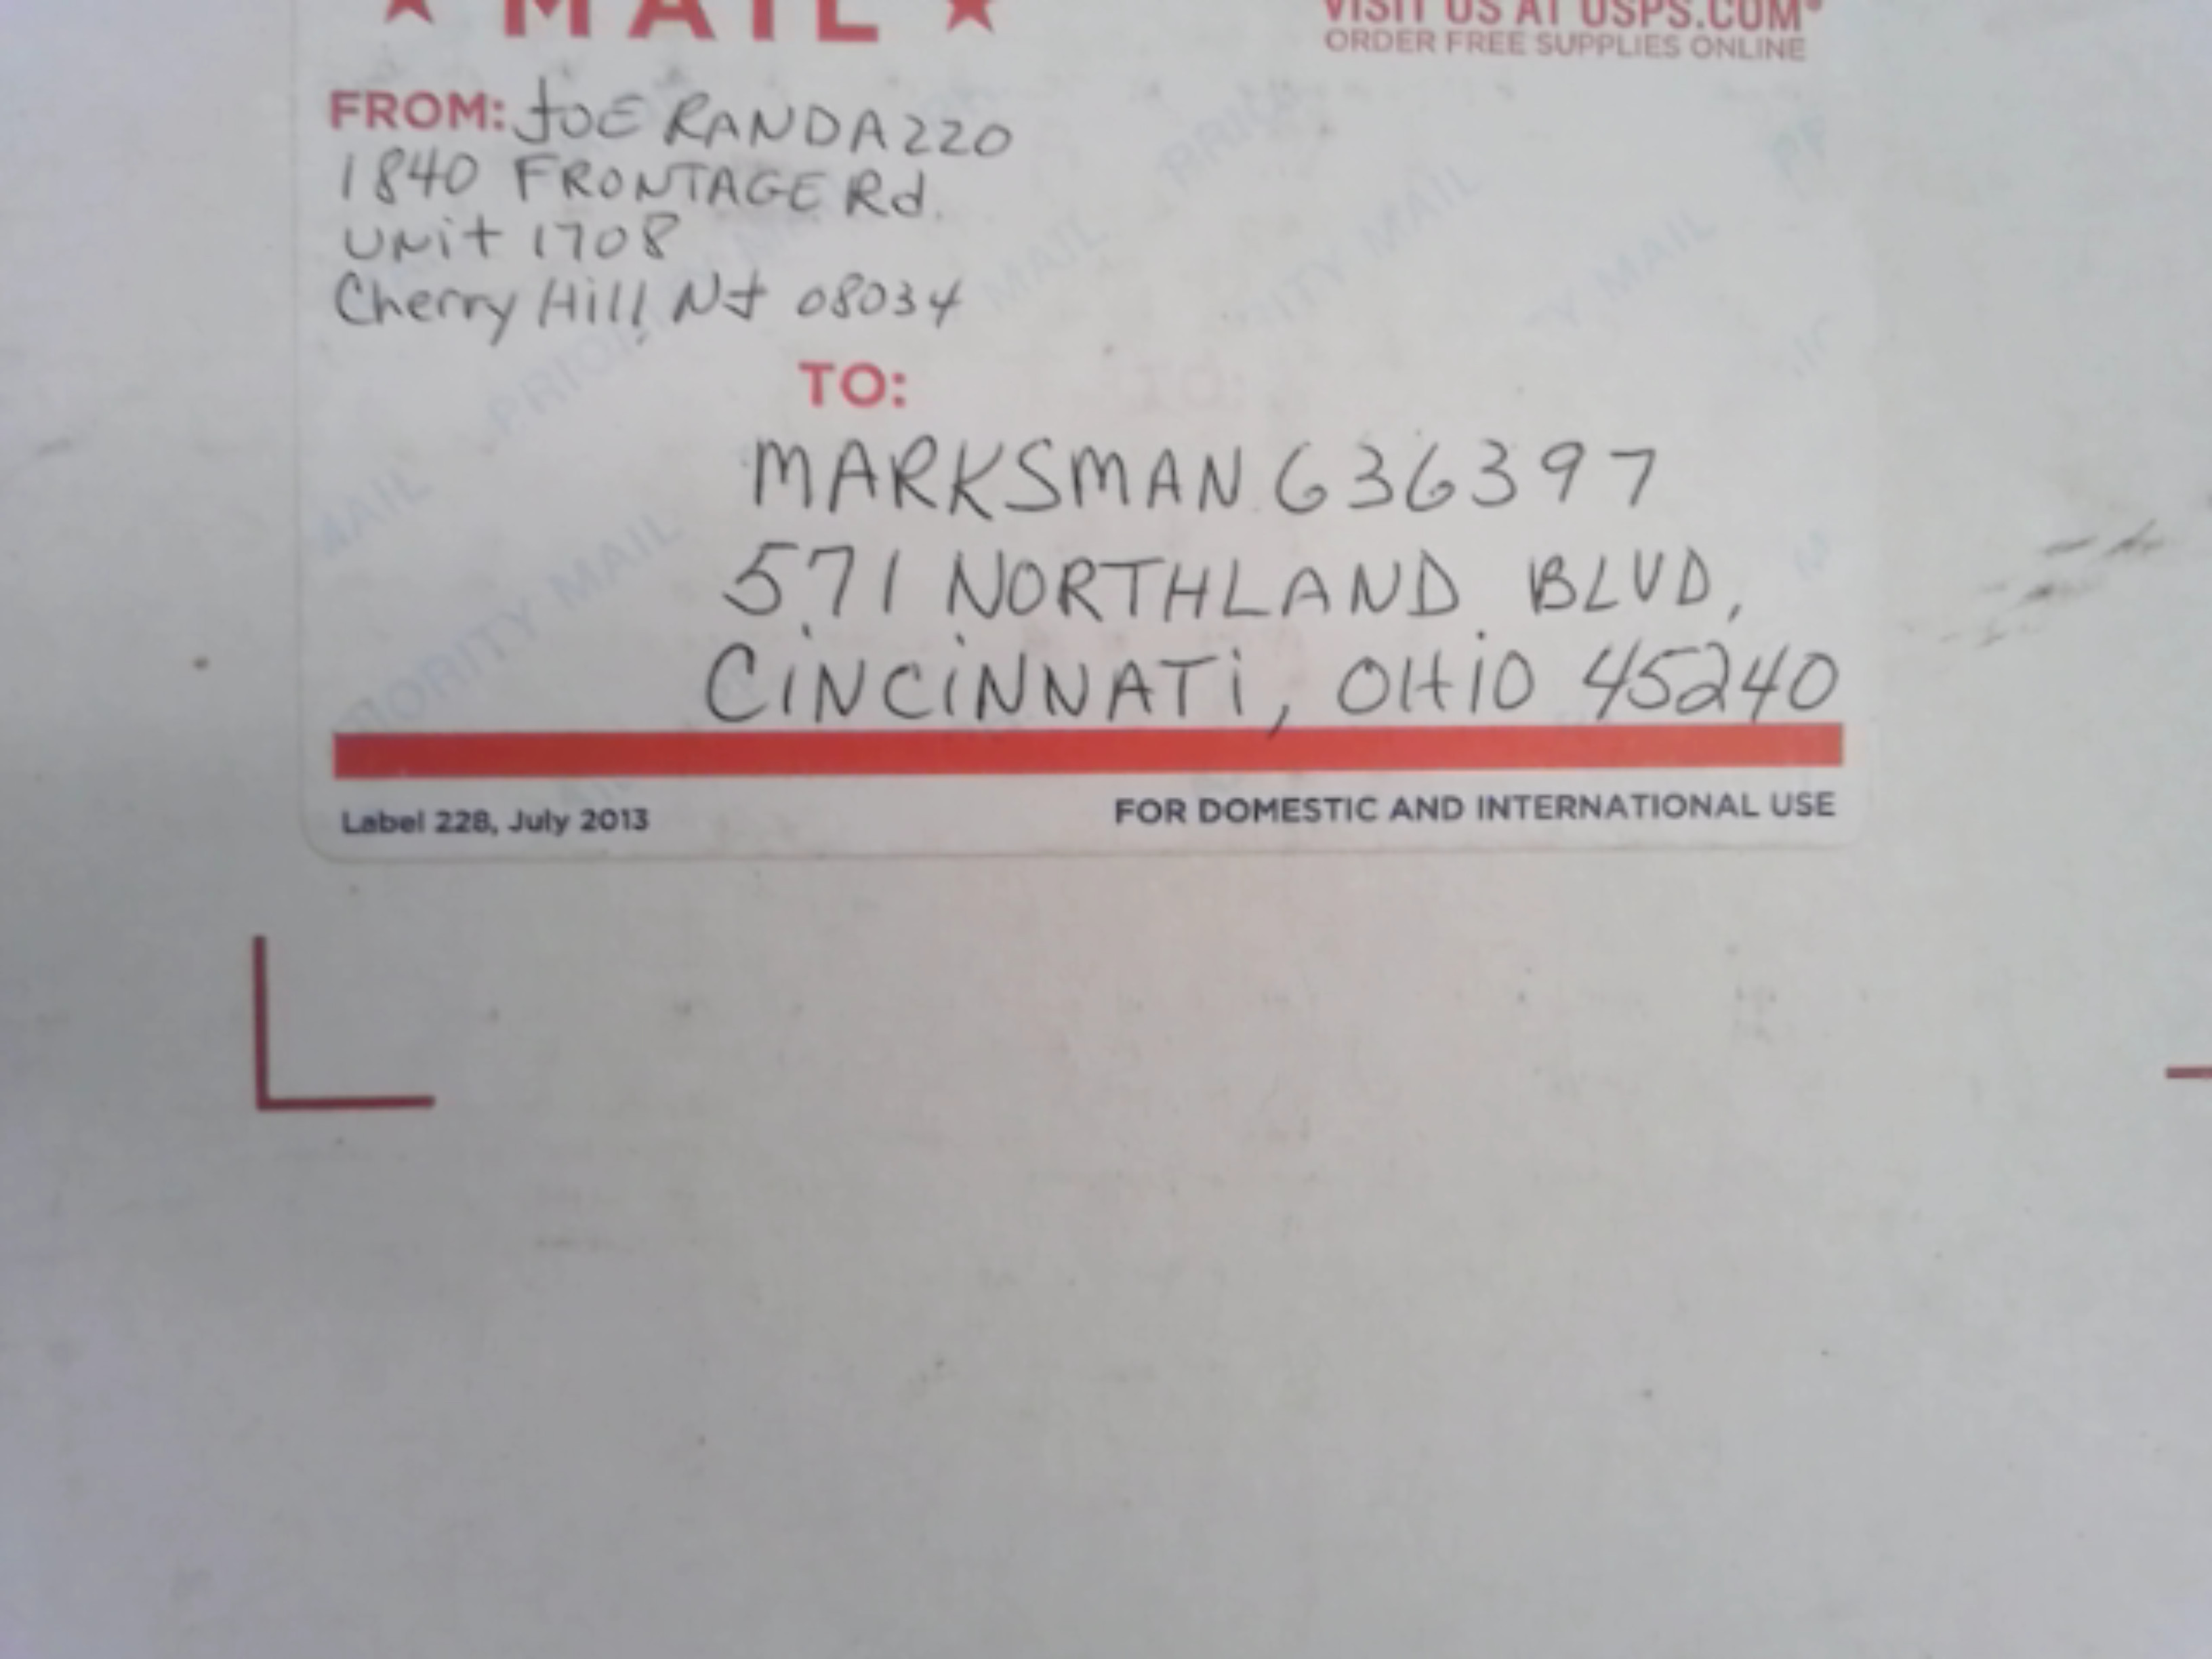 ★ MAIL ★
VISIT US AT USPS.COM®
ORDER FREE SUPPLIES ONLINE
FROM: JOE RANDAZZO
1840 FRONTAGE Rd.
UNit 1708
Cherry Hill, NJ 08034
TO:
MARKSMAN 636397
571 NORTHLAND BLVD,
CiNCiNNATi, OHiO 45240
Label 228, July 2013
FOR DOMESTIC AND INTERNATIONAL USE